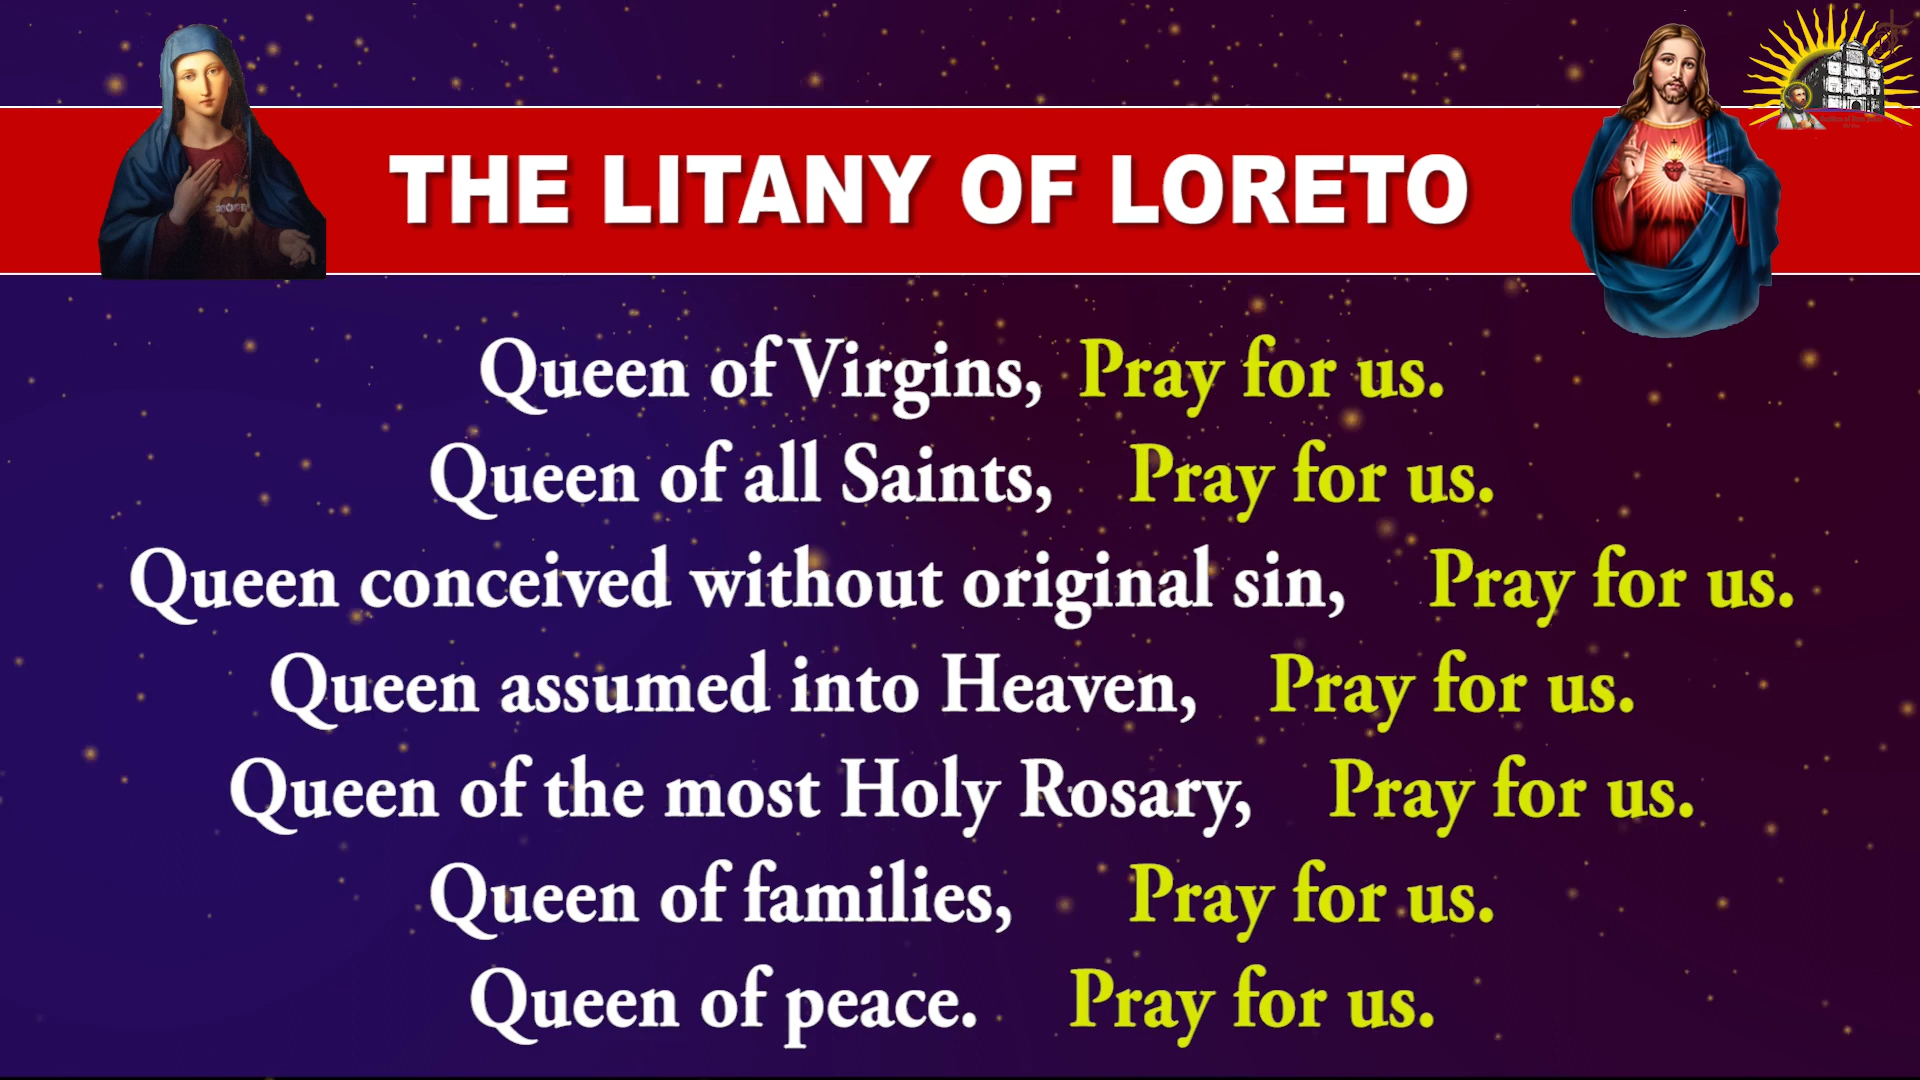 THE LITANY OF LORETO
Queen of Virgins, Pray for us.
Queen of all Saints, Pray for us.
Queen conceived without original sin, Pray for us.
Queen assumed into Heaven, Pray for us.
Queen of the most Holy Rosary, Pray for us.
Queen of families, Pray for us.
Queen of peace. Pray for us.